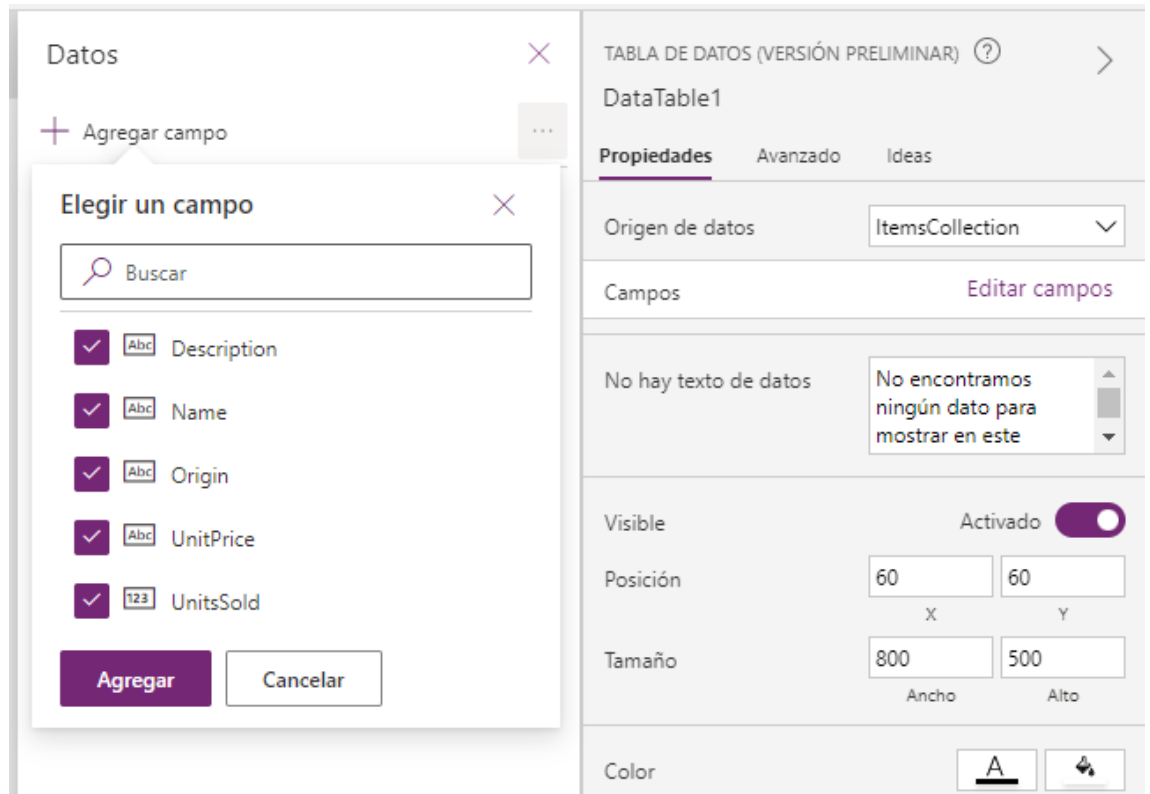 Datos
Agregar campo
...
Elegir un campo
Buscar
Abc Description
Abc Name
Abc Origin
Abc UnitPrice
123 UnitsSold
Agregar Cancelar
TABLA DE DATOS (VERSIÓN PRELIMINAR) ?
DataTable1
Propiedades Avanzado Ideas
Origen de datos ItemsCollection
Campos Editar campos
No hay texto de datos No encontramos
ningún dato para
mostrar en este
Visible Activado
Posición 60 60
X Y
Tamaño 800 500
Ancho Alto
Color A